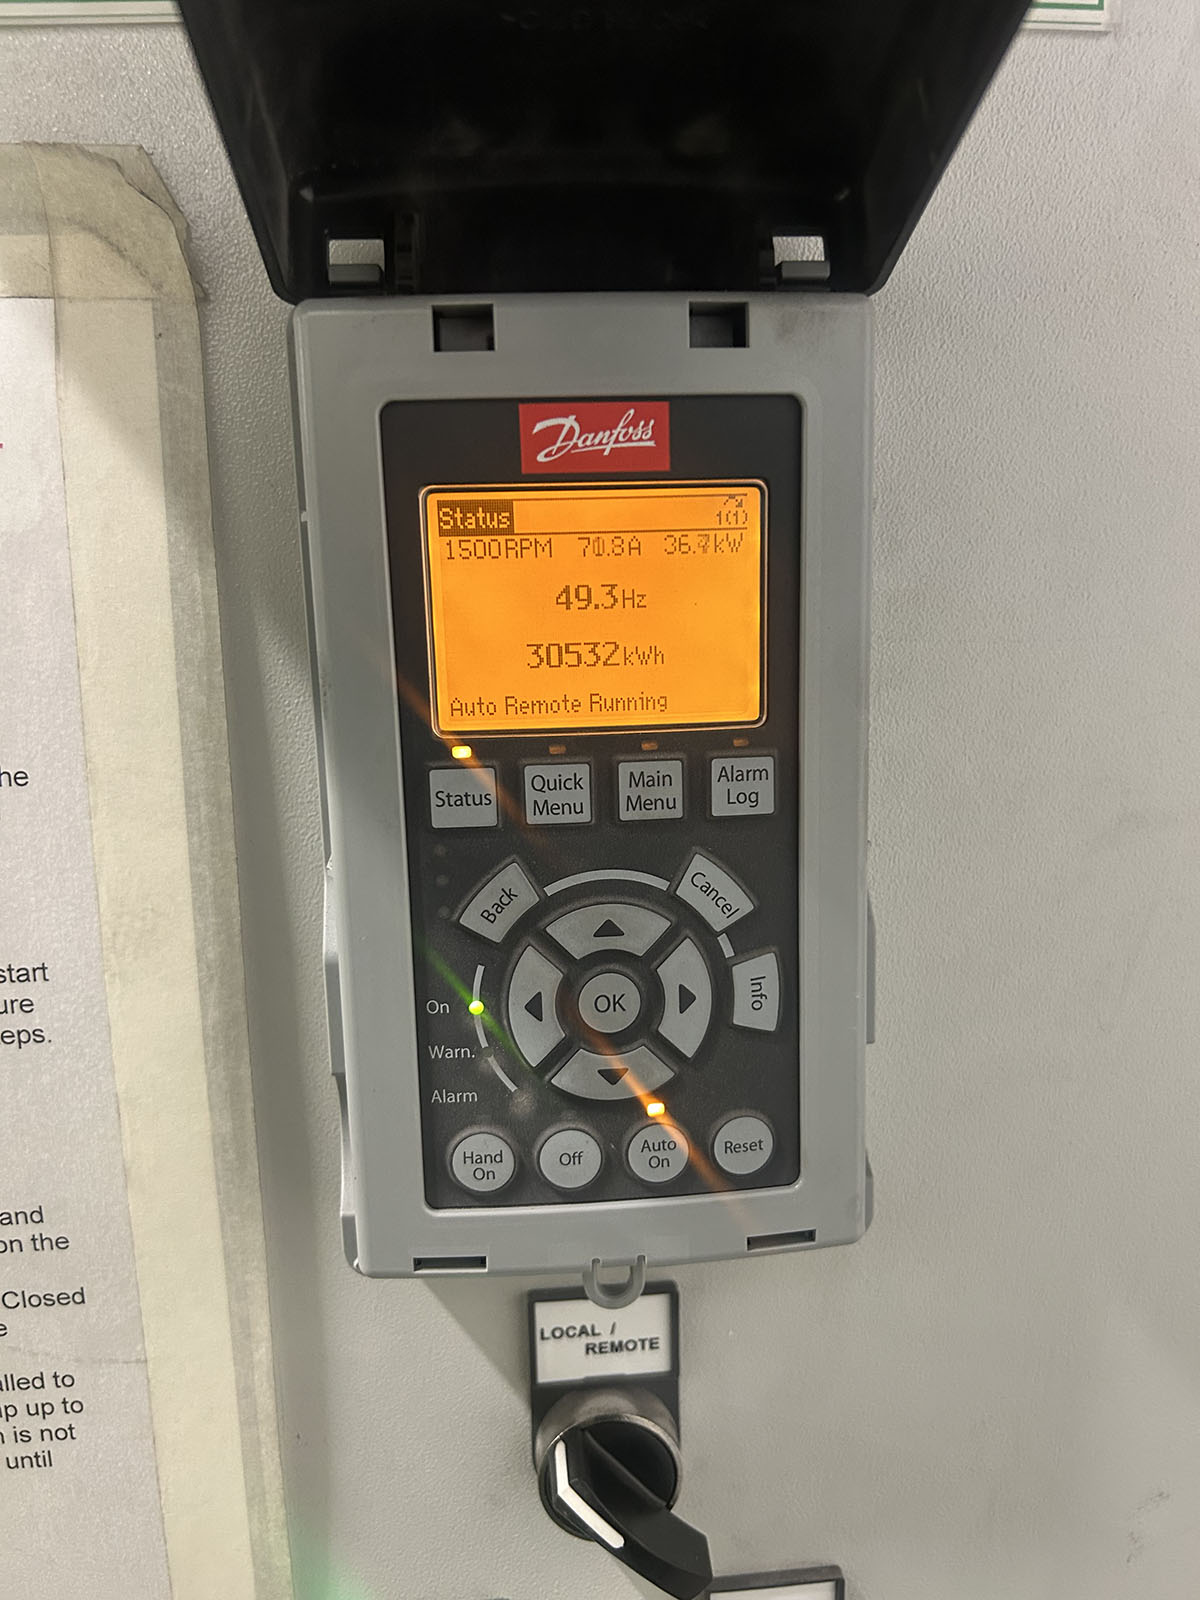 Danfoss
Status
1(1)
1500RPM A kW
49.3Hz
30532kWh
Auto Remote Running
Status
Quick
Menu
Main
Menu
Alarm
Log
Back
Cancel
Info
OK
On
Warn.
Alarm
Hand
On
Off
Auto
On
Reset
LOCAL /
REMOTE
he
start
ure
eps.
and
on the
Closed
e
alled to
up to
is not
until